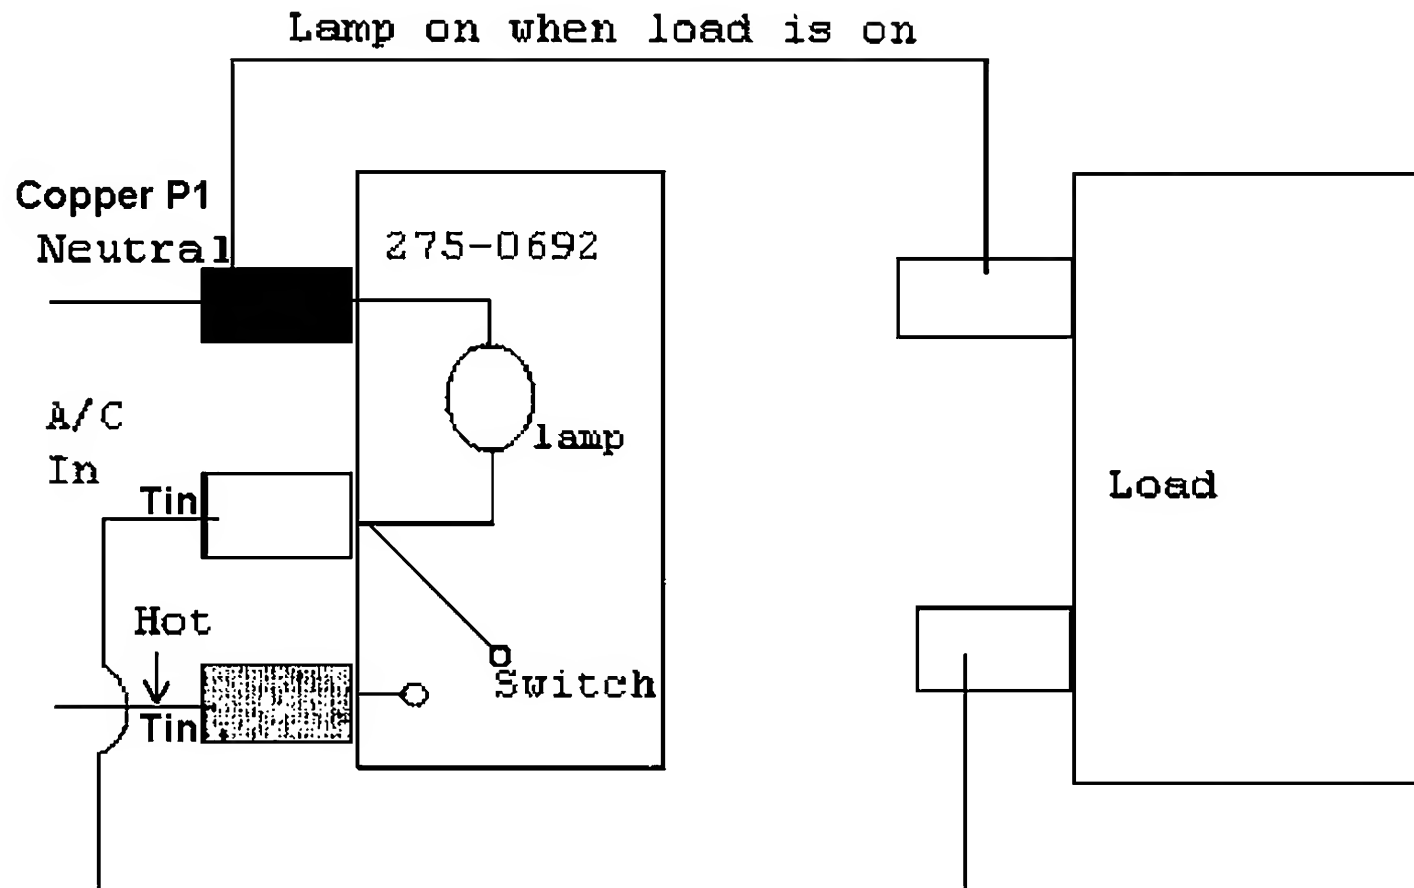 Lamp on when load is on
Copper P1
Neutral
275-0692
A/C
In
lamp
Tin
Load
Hot
Switch
Tin